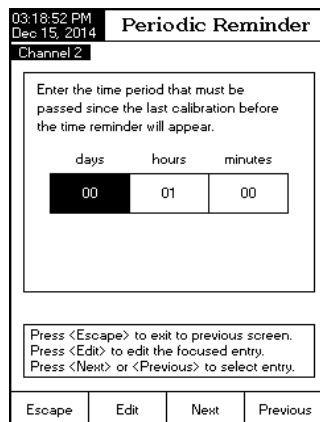 03:18:52 PM
Dec 15, 2014
Periodic Reminder
Channel 2
Enter the time period that must be
passed since the last calibration before
the time reminder will appear.
days hours minutes
00 01 00
Press <Escape> to exit to previous screen.
Press <Edit> to edit the focused entry.
Press <Next> or <Previous> to select entry.
Escape Edit Next Previous